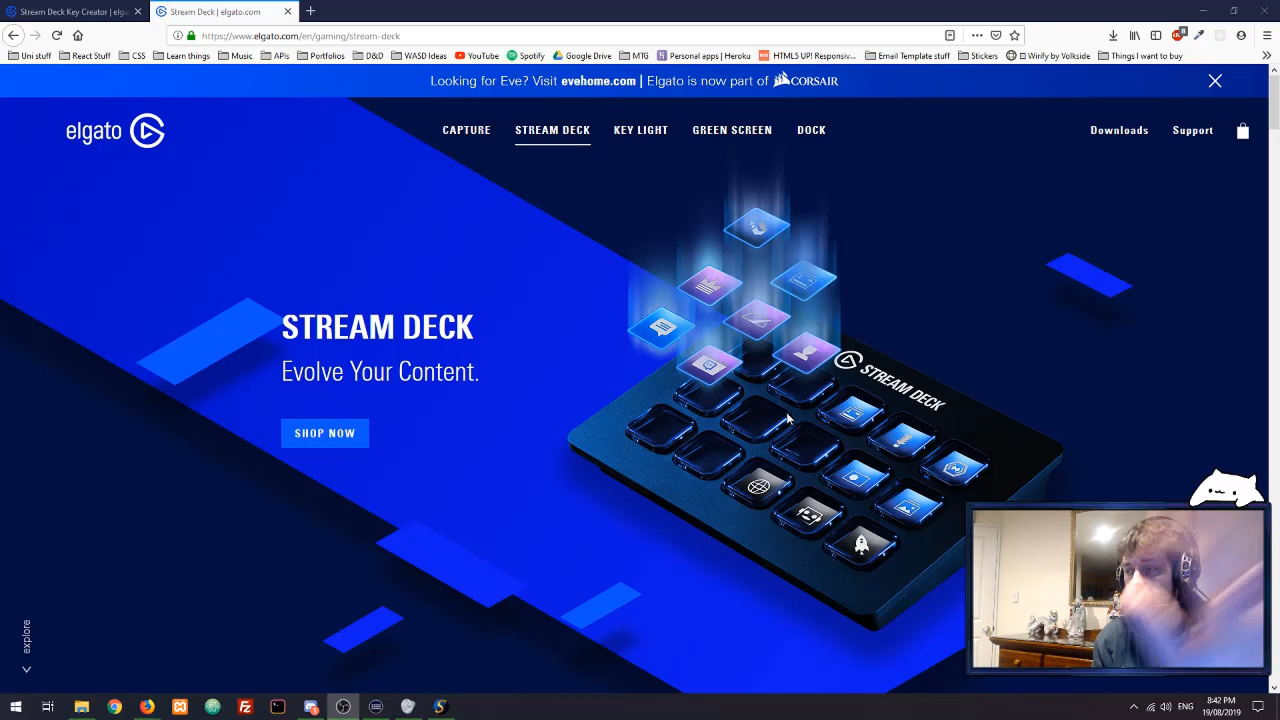 Stream Deck Key Creator | elg
Stream Deck | elgato.com
https://www.elgato.com/en/gaming/stream-deck
Uni stuff
React Stuff
CSS
Learn things
Music
APIs
Portfolios
D&D
WASD Ideas
YouTube
Spotify
Google Drive
MTG
Personal apps | Heroku
HTML5 UP! Responsiv...
Email Template stuff
Stickers
Wirify by Volkside
Things I want to buy
Looking for Eve? Visit evehome.com | Elgato is now part of CORSAIR
elgato
CAPTURE
STREAM DECK
KEY LIGHT
GREEN SCREEN
DOCK
Downloads
Support
STREAM DECK
Evolve Your Content.
SHOP NOW
STREAM DECK
explore
ENG
8:42 PM
19/08/2019